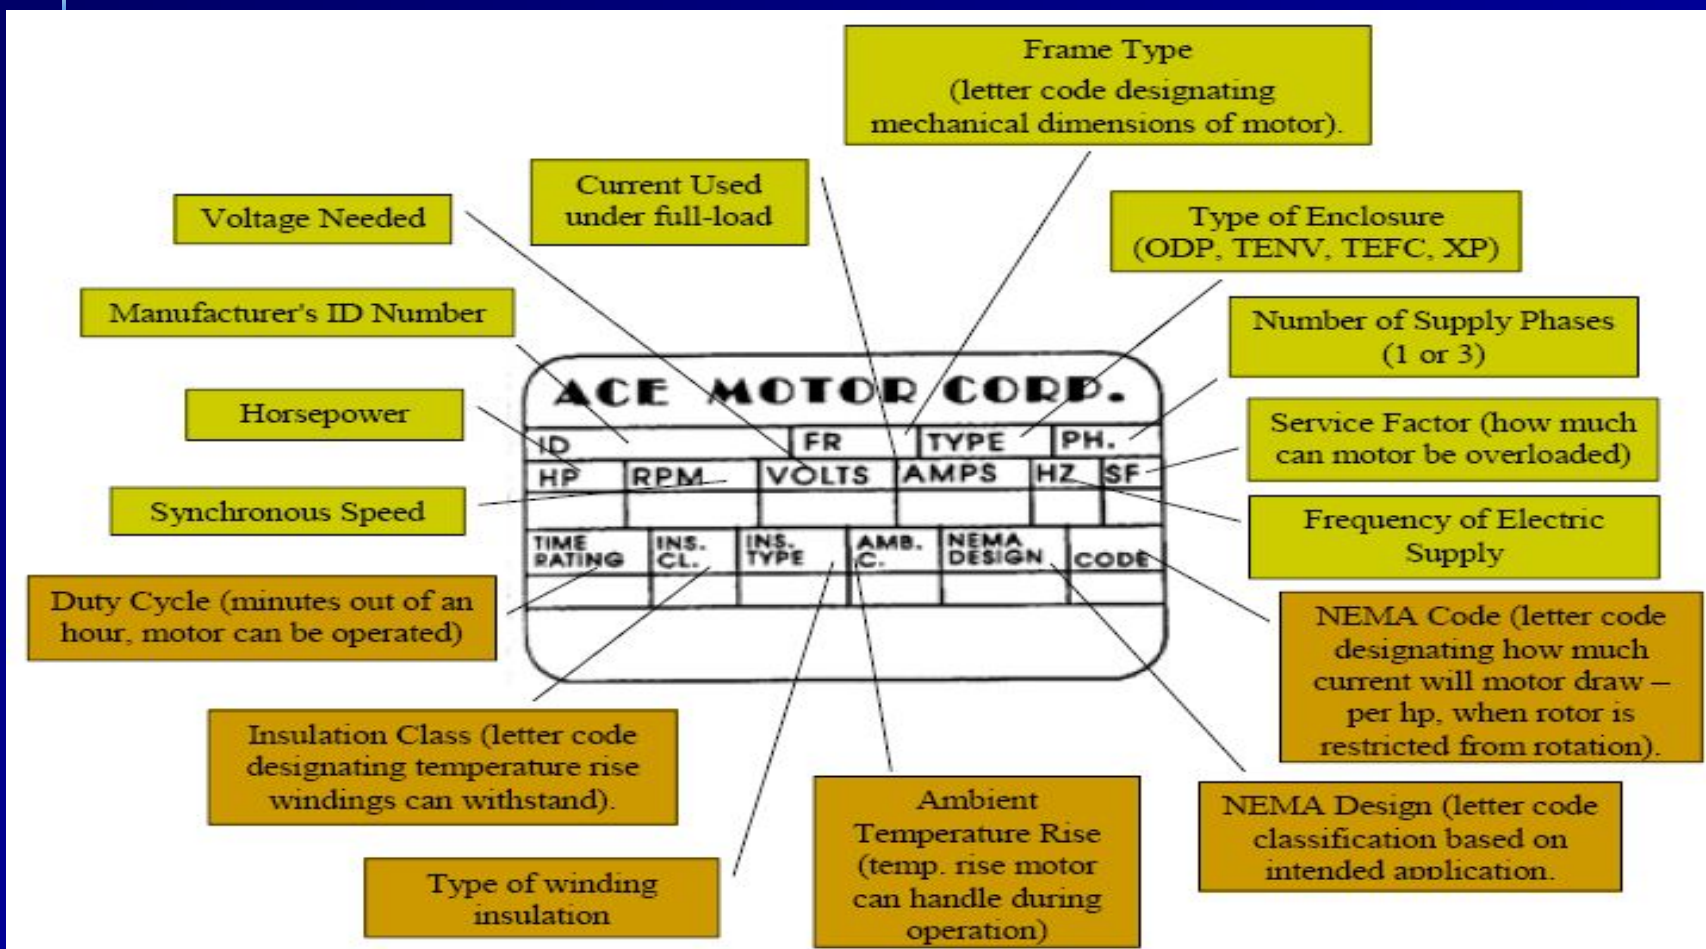 Frame Type
(letter code designating
mechanical dimensions of motor).
Current Used
under full-load
Voltage Needed
Type of Enclosure
(ODP, TENV, TEFC, XP)
Manufacturer's ID Number
Number of Supply Phases
(1 or 3)
Horsepower
Service Factor (how much
can motor be overloaded)
Synchronous Speed
Frequency of Electric
Supply
ACE MOTOR CORP.
ID FR TYPE PH.
HP RPM VOLTS AMPS HZ SF
TIME RATING INS. CL. INS. TYPE AMB. C. NEMA DESIGN CODE
Duty Cycle (minutes out of an
hour, motor can be operated)
NEMA Code (letter code
designating how much
current will motor draw –
per hp, when rotor is
restricted from rotation).
Insulation Class (letter code
designating temperature rise
windings can withstand).
Ambient
Temperature Rise
(temp. rise motor
can handle during
operation)
NEMA Design (letter code
classification based on
intended application.
Type of winding
insulation